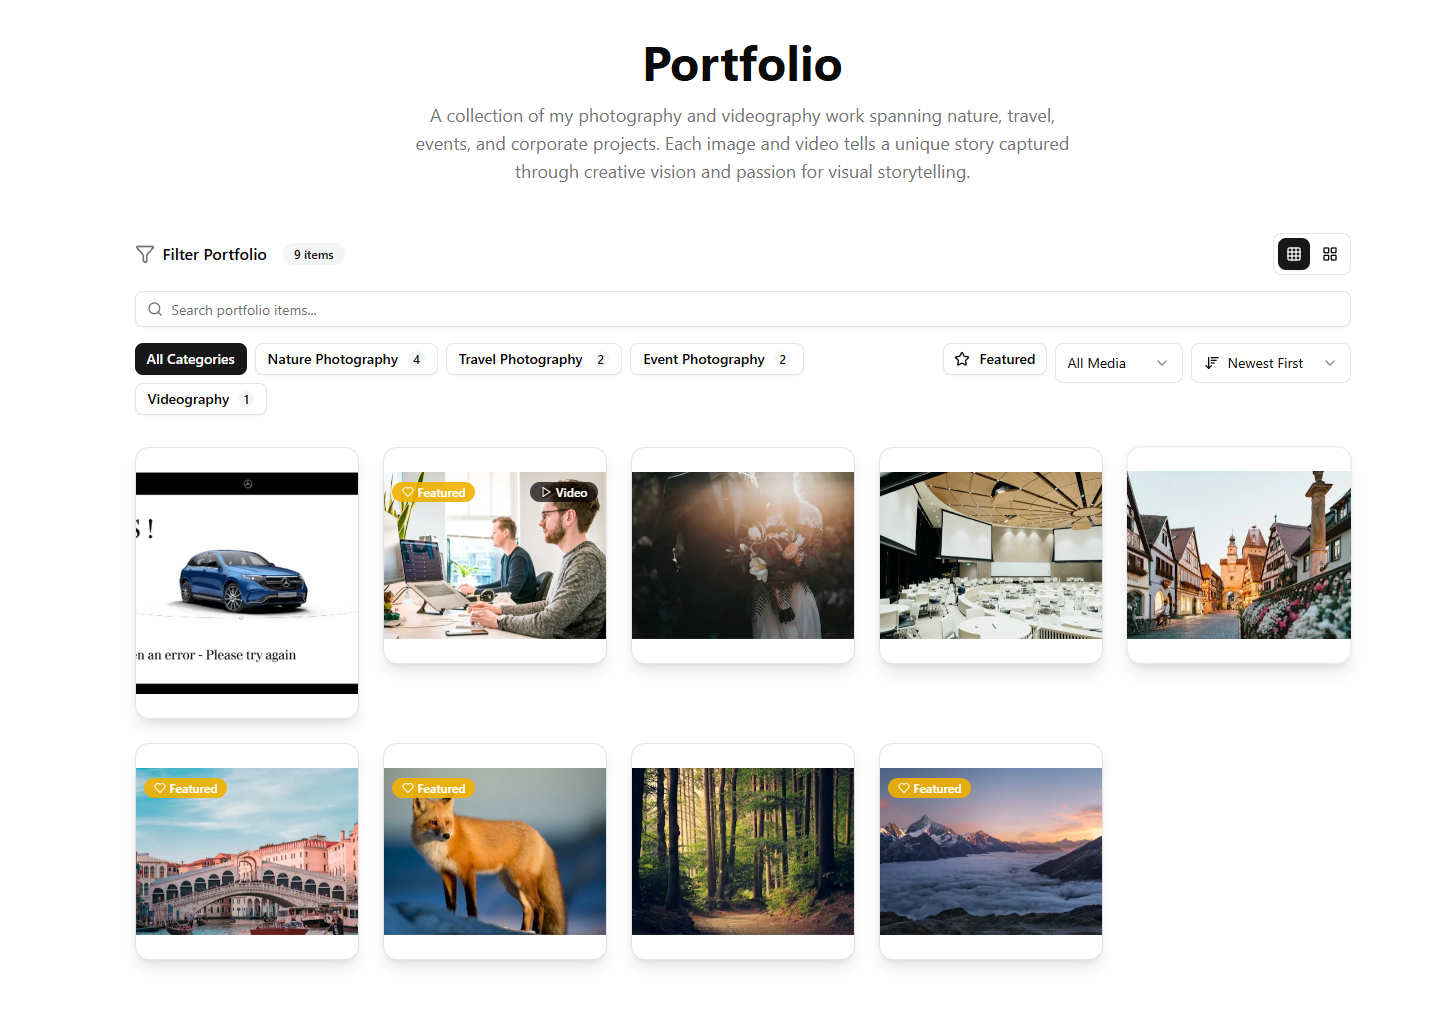 Portfolio
A collection of my photography and videography work spanning nature, travel,
events, and corporate projects. Each image and video tells a unique story captured
through creative vision and passion for visual storytelling.
Filter Portfolio 9 items
Search portfolio items...
All Categories Nature Photography 4 Travel Photography 2 Event Photography 2 Featured All Media Newest First
Videography 1
S !
an error - Please try again
Featured Video
Featured
Featured
Featured